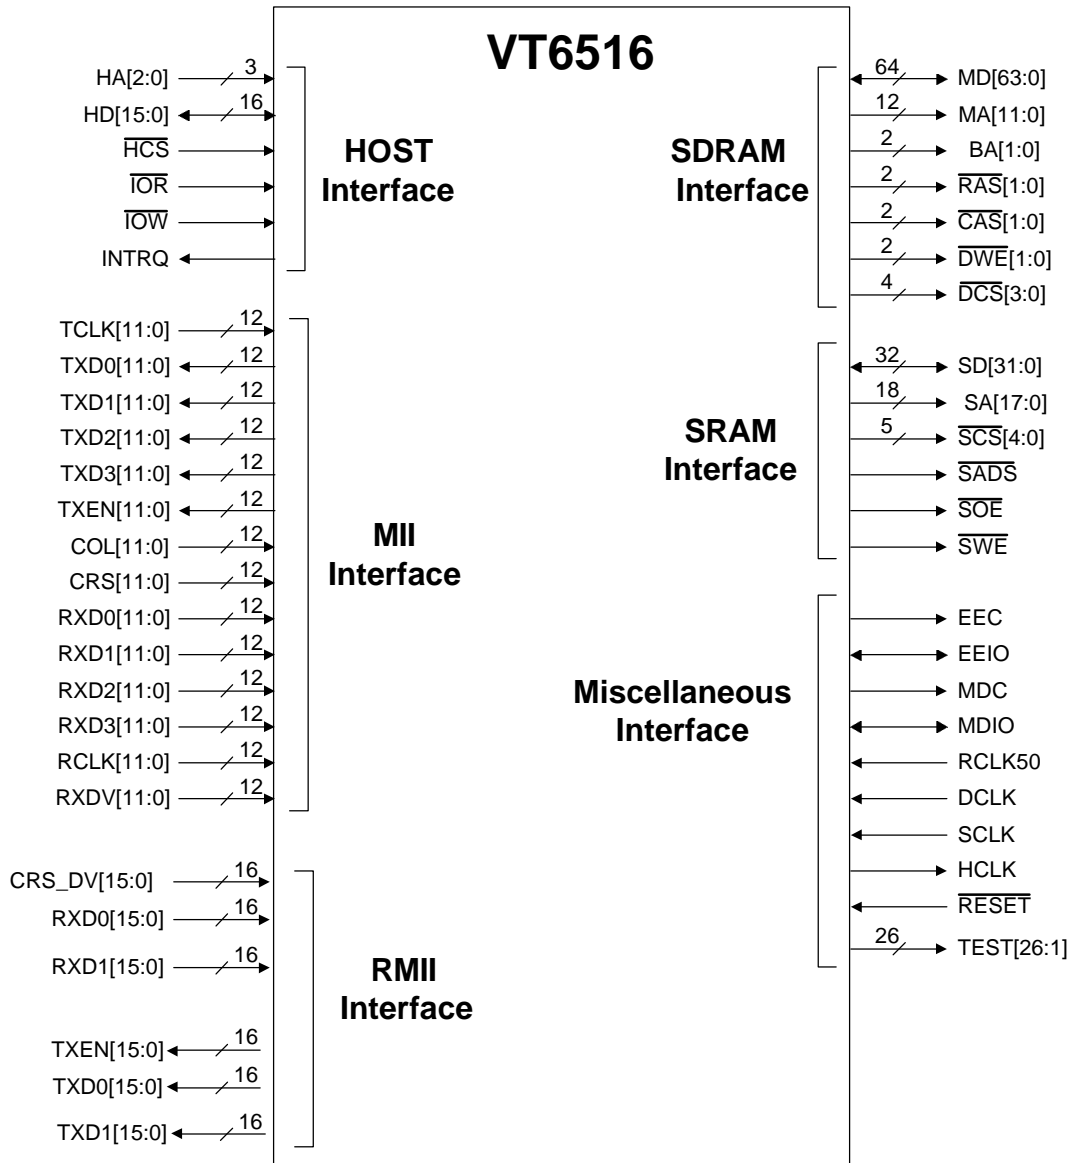 VT6516
HA[2:0] 3
HD[15:0] 16
HCS
IOR
IOW
INTRQ
HOST
Interface
TCLK[11:0] 12
TXD0[11:0] 12
TXD1[11:0] 12
TXD2[11:0] 12
TXD3[11:0] 12
TXEN[11:0] 12
COL[11:0] 12
CRS[11:0] 12
RXD0[11:0] 12
RXD1[11:0] 12
RXD2[11:0] 12
RXD3[11:0] 12
RCLK[11:0] 12
RXDV[11:0] 12
MII
Interface
CRS_DV[15:0] 16
RXD0[15:0] 16
RXD1[15:0] 16
TXEN[15:0] 16
TXD0[15:0] 16
TXD1[15:0] 16
RMII
Interface
SDRAM
Interface
64 MD[63:0]
12 MA[11:0]
2 BA[1:0]
2 RAS[1:0]
2 CAS[1:0]
2 DWE[1:0]
4 DCS[3:0]
SRAM
Interface
32 SD[31:0]
18 SA[17:0]
5 SCS[4:0]
SADS
SOE
SWE
Miscellaneous
Interface
EEC
EEIO
MDC
MDIO
RCLK50
DCLK
SCLK
HCLK
RESET
26 TEST[26:1]